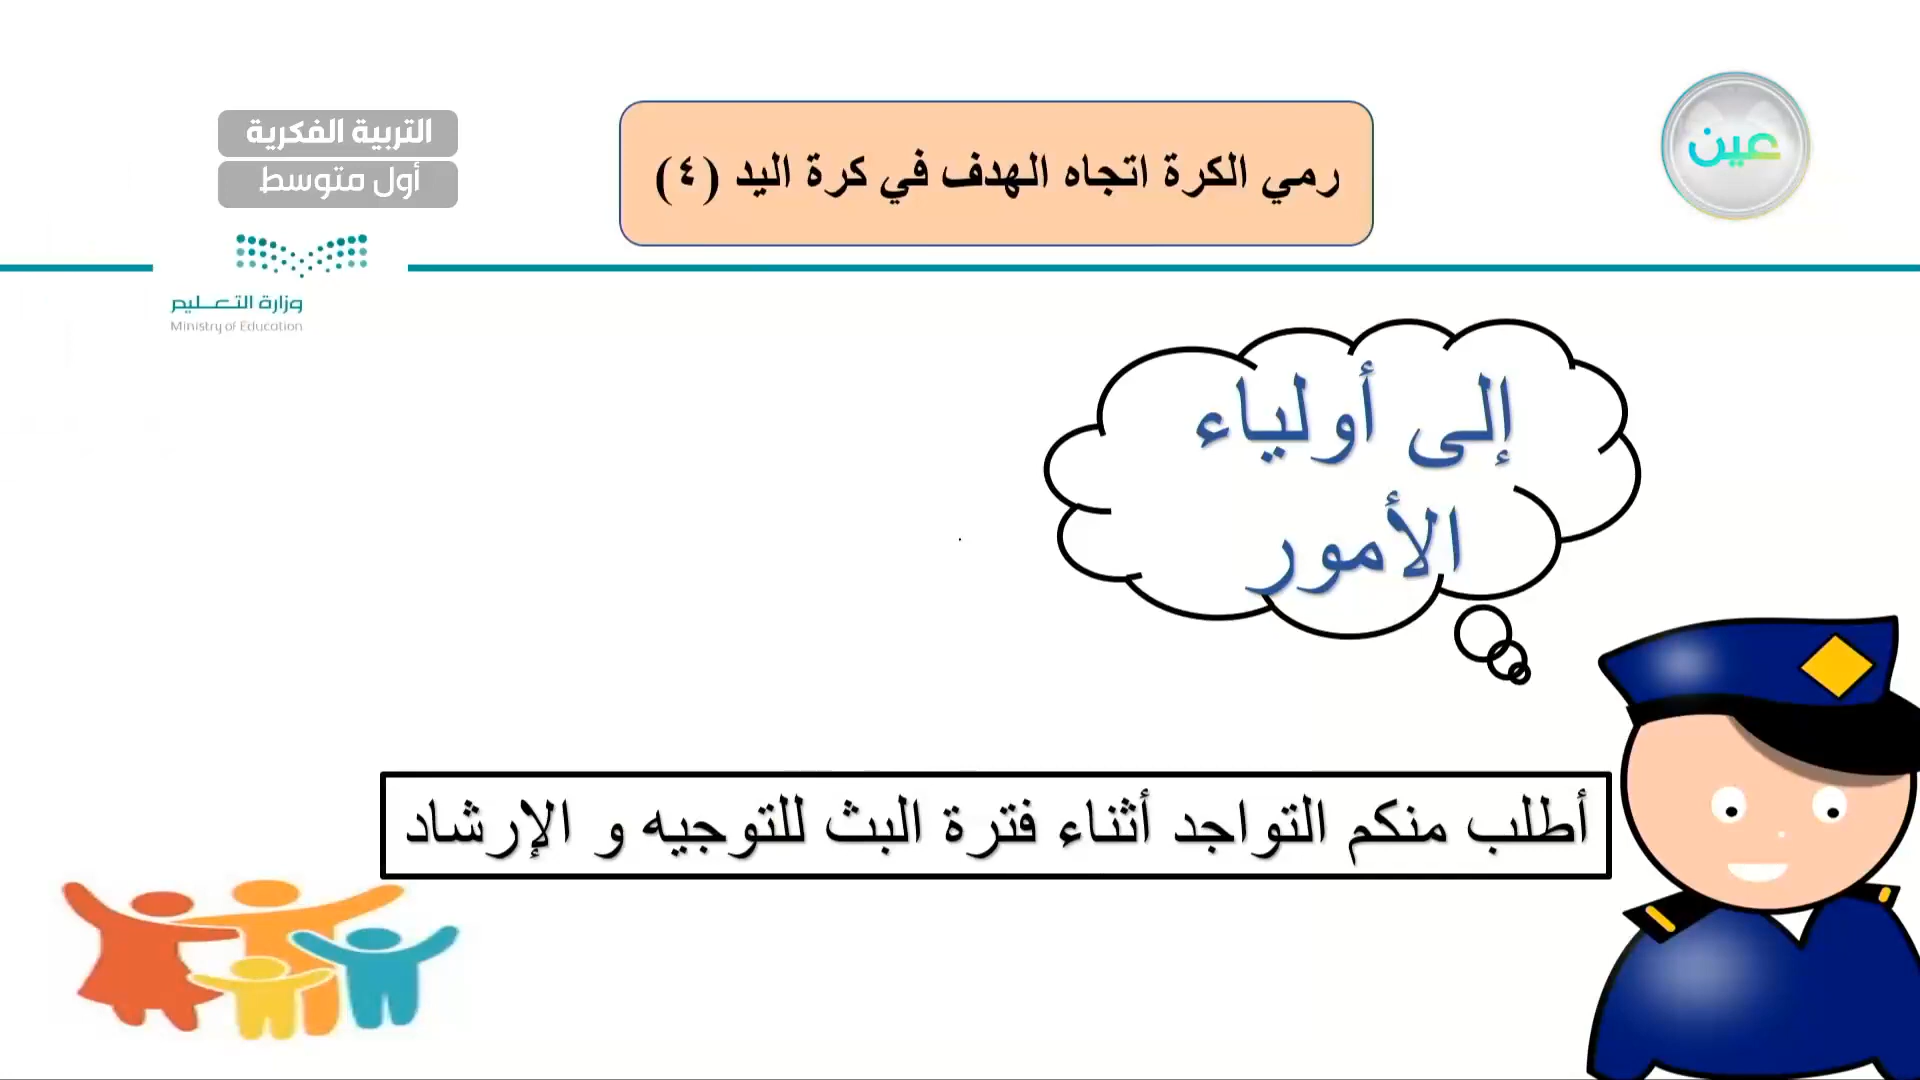 عين
رمي الكرة اتجاه الهدف في كرة اليد (٤)
التربية الفكرية
أول متوسط
وزارة التعـــليم
Ministry of Education
إلى أولياء
الأمور
أطلب منكم التواجد أثناء فترة البث للتوجيه و الإرشاد